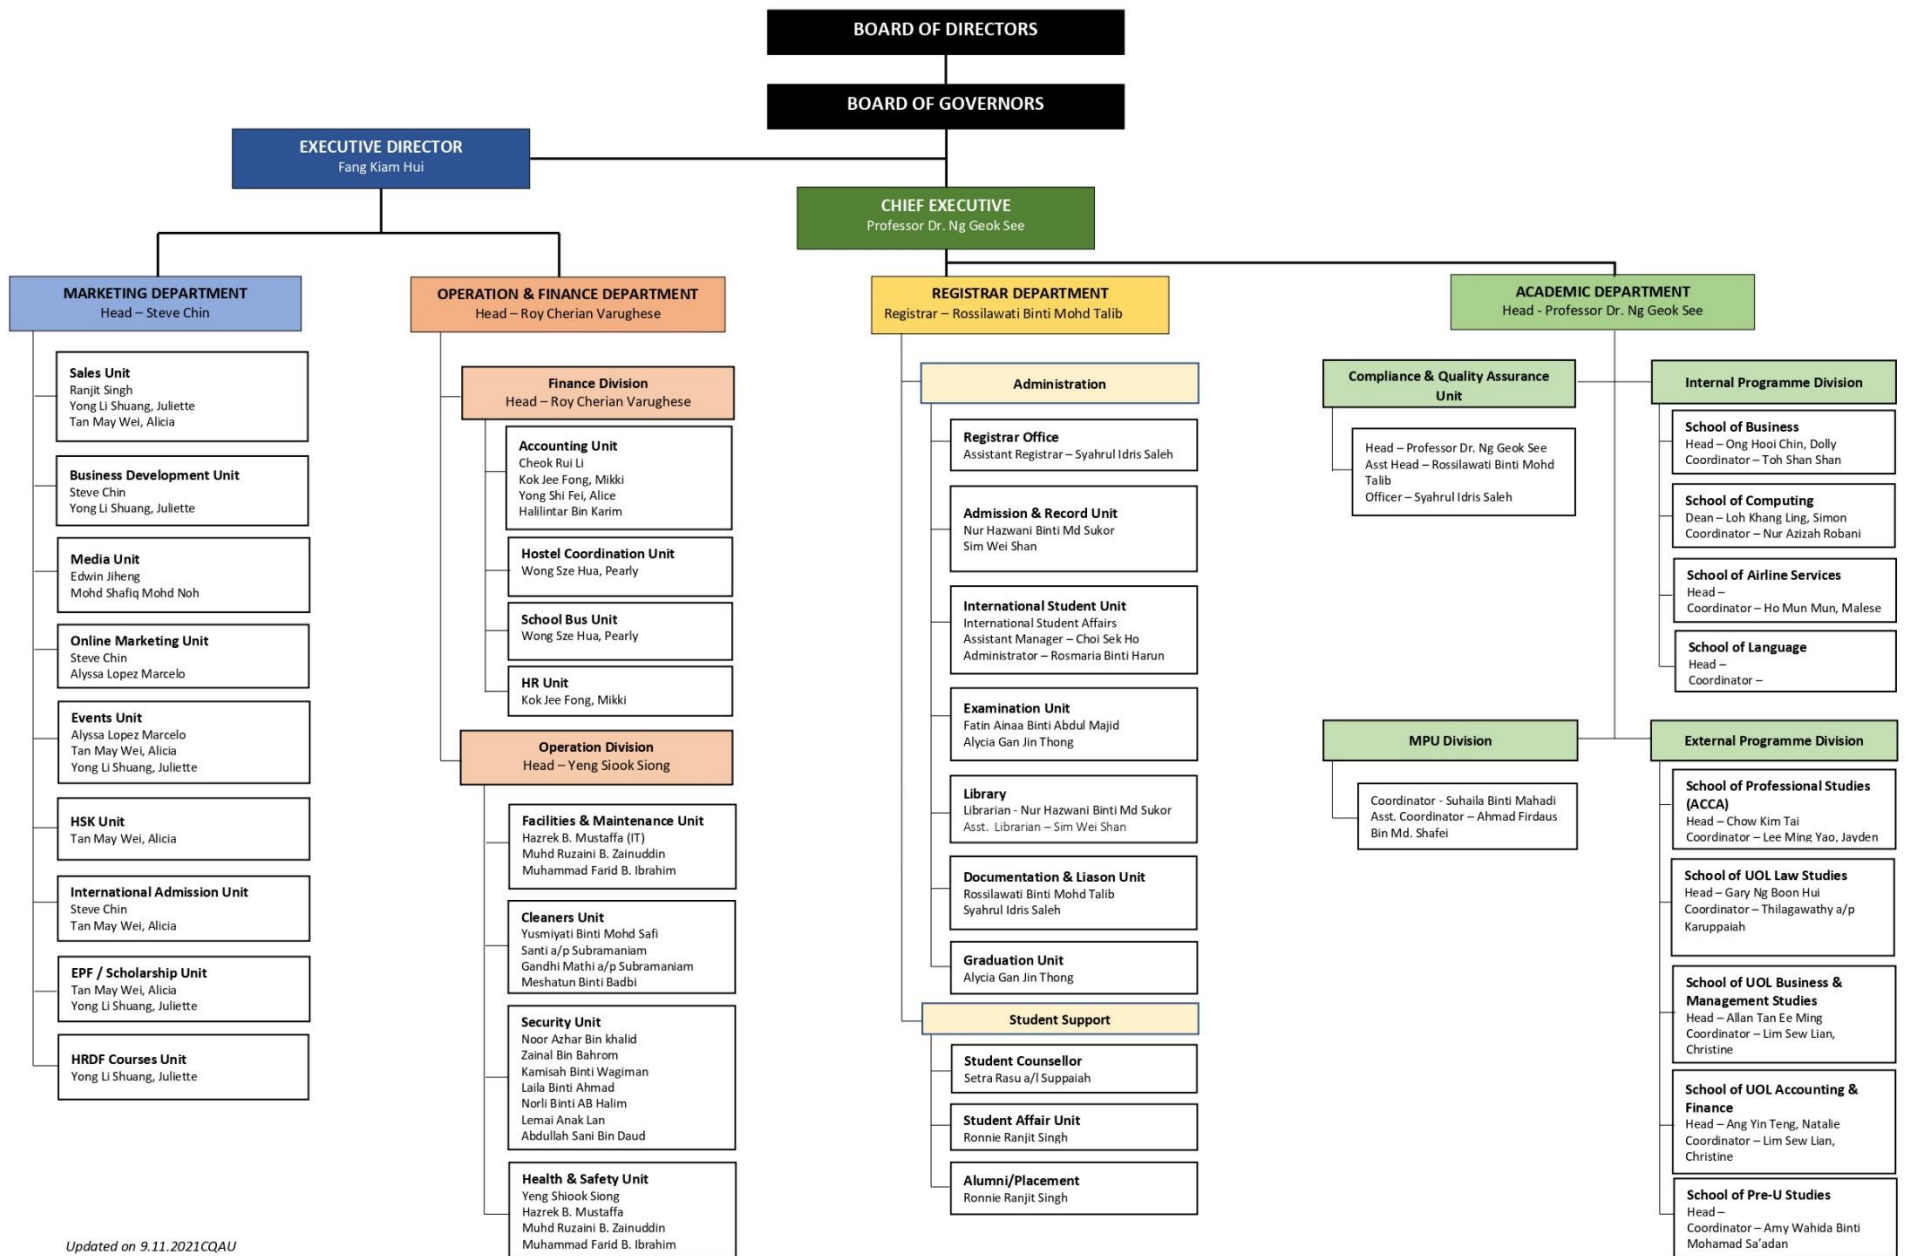 BOARD OF DIRECTORS
BOARD OF GOVERNORS
EXECUTIVE DIRECTOR
Fang Kiam Hui
CHIEF EXECUTIVE
Professor Dr. Ng Geok See
MARKETING DEPARTMENT
Head – Steve Chin
Sales Unit
Ranjit Singh
Yong Li Shuang, Juliette
Tan May Wei, Alicia
Business Development Unit
Steve Chin
Yong Li Shuang, Juliette
Media Unit
Edwin Jiheng
Mohd Shafiq Mohd Noh
Online Marketing Unit
Steve Chin
Alyssa Lopez Marcelo
Events Unit
Alyssa Lopez Marcelo
Tan May Wei, Alicia
Yong Li Shuang, Juliette
HSK Unit
Tan May Wei, Alicia
International Admission Unit
Steve Chin
Tan May Wei, Alicia
EPF / Scholarship Unit
Tan May Wei, Alicia
Yong Li Shuang, Juliette
HRDF Courses Unit
Yong Li Shuang, Juliette
OPERATION & FINANCE DEPARTMENT
Head – Roy Cherian Varughese
Finance Division
Head – Roy Cherian Varughese
Accounting Unit
Cheok Rui Li
Kok Jee Fong, Mikki
Yong Shi Fei, Alice
Halilintar Bin Karim
Hostel Coordination Unit
Wong Sze Hua, Pearly
School Bus Unit
Wong Sze Hua, Pearly
HR Unit
Kok Jee Fong, Mikki
Operation Division
Head – Yeng Siook Siong
Facilities & Maintenance Unit
Hazrek B. Mustaffa (IT)
Muhd Ruzaini B. Zainuddin
Muhammad Farid B. Ibrahim
Cleaners Unit
Yusmiyati Binti Mohd Safi
Santi a/p Subramaniam
Gandhi Mathi a/p Subramaniam
Meshatun Binti Badbi
Security Unit
Noor Azhar Bin khalid
Zainal Bin Bahrom
Kamisah Binti Wagiman
Laila Binti Ahmad
Norli Binti AB Halim
Lemai Anak Lan
Abdullah Sani Bin Daud
Health & Safety Unit
Yeng Shiook Siong
Hazrek B. Mustaffa
Muhd Ruzaini B. Zainuddin
Muhammad Farid B. Ibrahim
REGISTRAR DEPARTMENT
Registrar – Rossilawati Binti Mohd Talib
Administration
Registrar Office
Assistant Registrar – Syahrul Idris Saleh
Admission & Record Unit
Nur Hazwani Binti Md Sukor
Sim Wei Shan
International Student Unit
International Student Affairs
Assistant Manager – Choi Sek Ho
Administrator – Rosmaria Binti Harun
Examination Unit
Fatin Ainaa Binti Abdul Majid
Alycia Gan Jin Thong
Library
Librarian - Nur Hazwani Binti Md Sukor
Asst. Librarian – Sim Wei Shan
Documentation & Liason Unit
Rossilawati Binti Mohd Talib
Syahrul Idris Saleh
Graduation Unit
Alycia Gan Jin Thong
Student Support
Student Counsellor
Setra Rasu a/l Suppaiah
Student Affair Unit
Ronnie Ranjit Singh
Alumni/Placement
Ronnie Ranjit Singh
ACADEMIC DEPARTMENT
Head - Professor Dr. Ng Geok See
Compliance & Quality Assurance
Unit
Head – Professor Dr. Ng Geok See
Asst Head – Rossilawati Binti Mohd
Talib
Officer – Syahrul Idris Saleh
Internal Programme Division
School of Business
Head – Ong Hooi Chin, Dolly
Coordinator – Toh Shan Shan
School of Computing
Dean – Loh Khang Ling, Simon
Coordinator – Nur Azizah Robani
School of Airline Services
Head –
Coordinator – Ho Mun Mun, Malese
School of Language
Head –
Coordinator –
MPU Division
Coordinator - Suhaila Binti Mahadi
Asst. Coordinator – Ahmad Firdaus
Bin Md. Shafei
External Programme Division
School of Professional Studies
(ACCA)
Head – Chow Kim Tai
Coordinator – Lee Ming Yao, Jayden
School of UOL Law Studies
Head – Gary Ng Boon Hui
Coordinator – Thilagawathy a/p
Karuppaiah
School of UOL Business &
Management Studies
Head – Allan Tan Ee Ming
Coordinator – Lim Sew Lian,
Christine
School of UOL Accounting &
Finance
Head – Ang Yin Teng, Natalie
Coordinator – Lim Sew Lian,
Christine
School of Pre-U Studies
Head –
Coordinator – Amy Wahida Binti
Mohamad Sa'adan
Updated on 9.11.2021CQAU